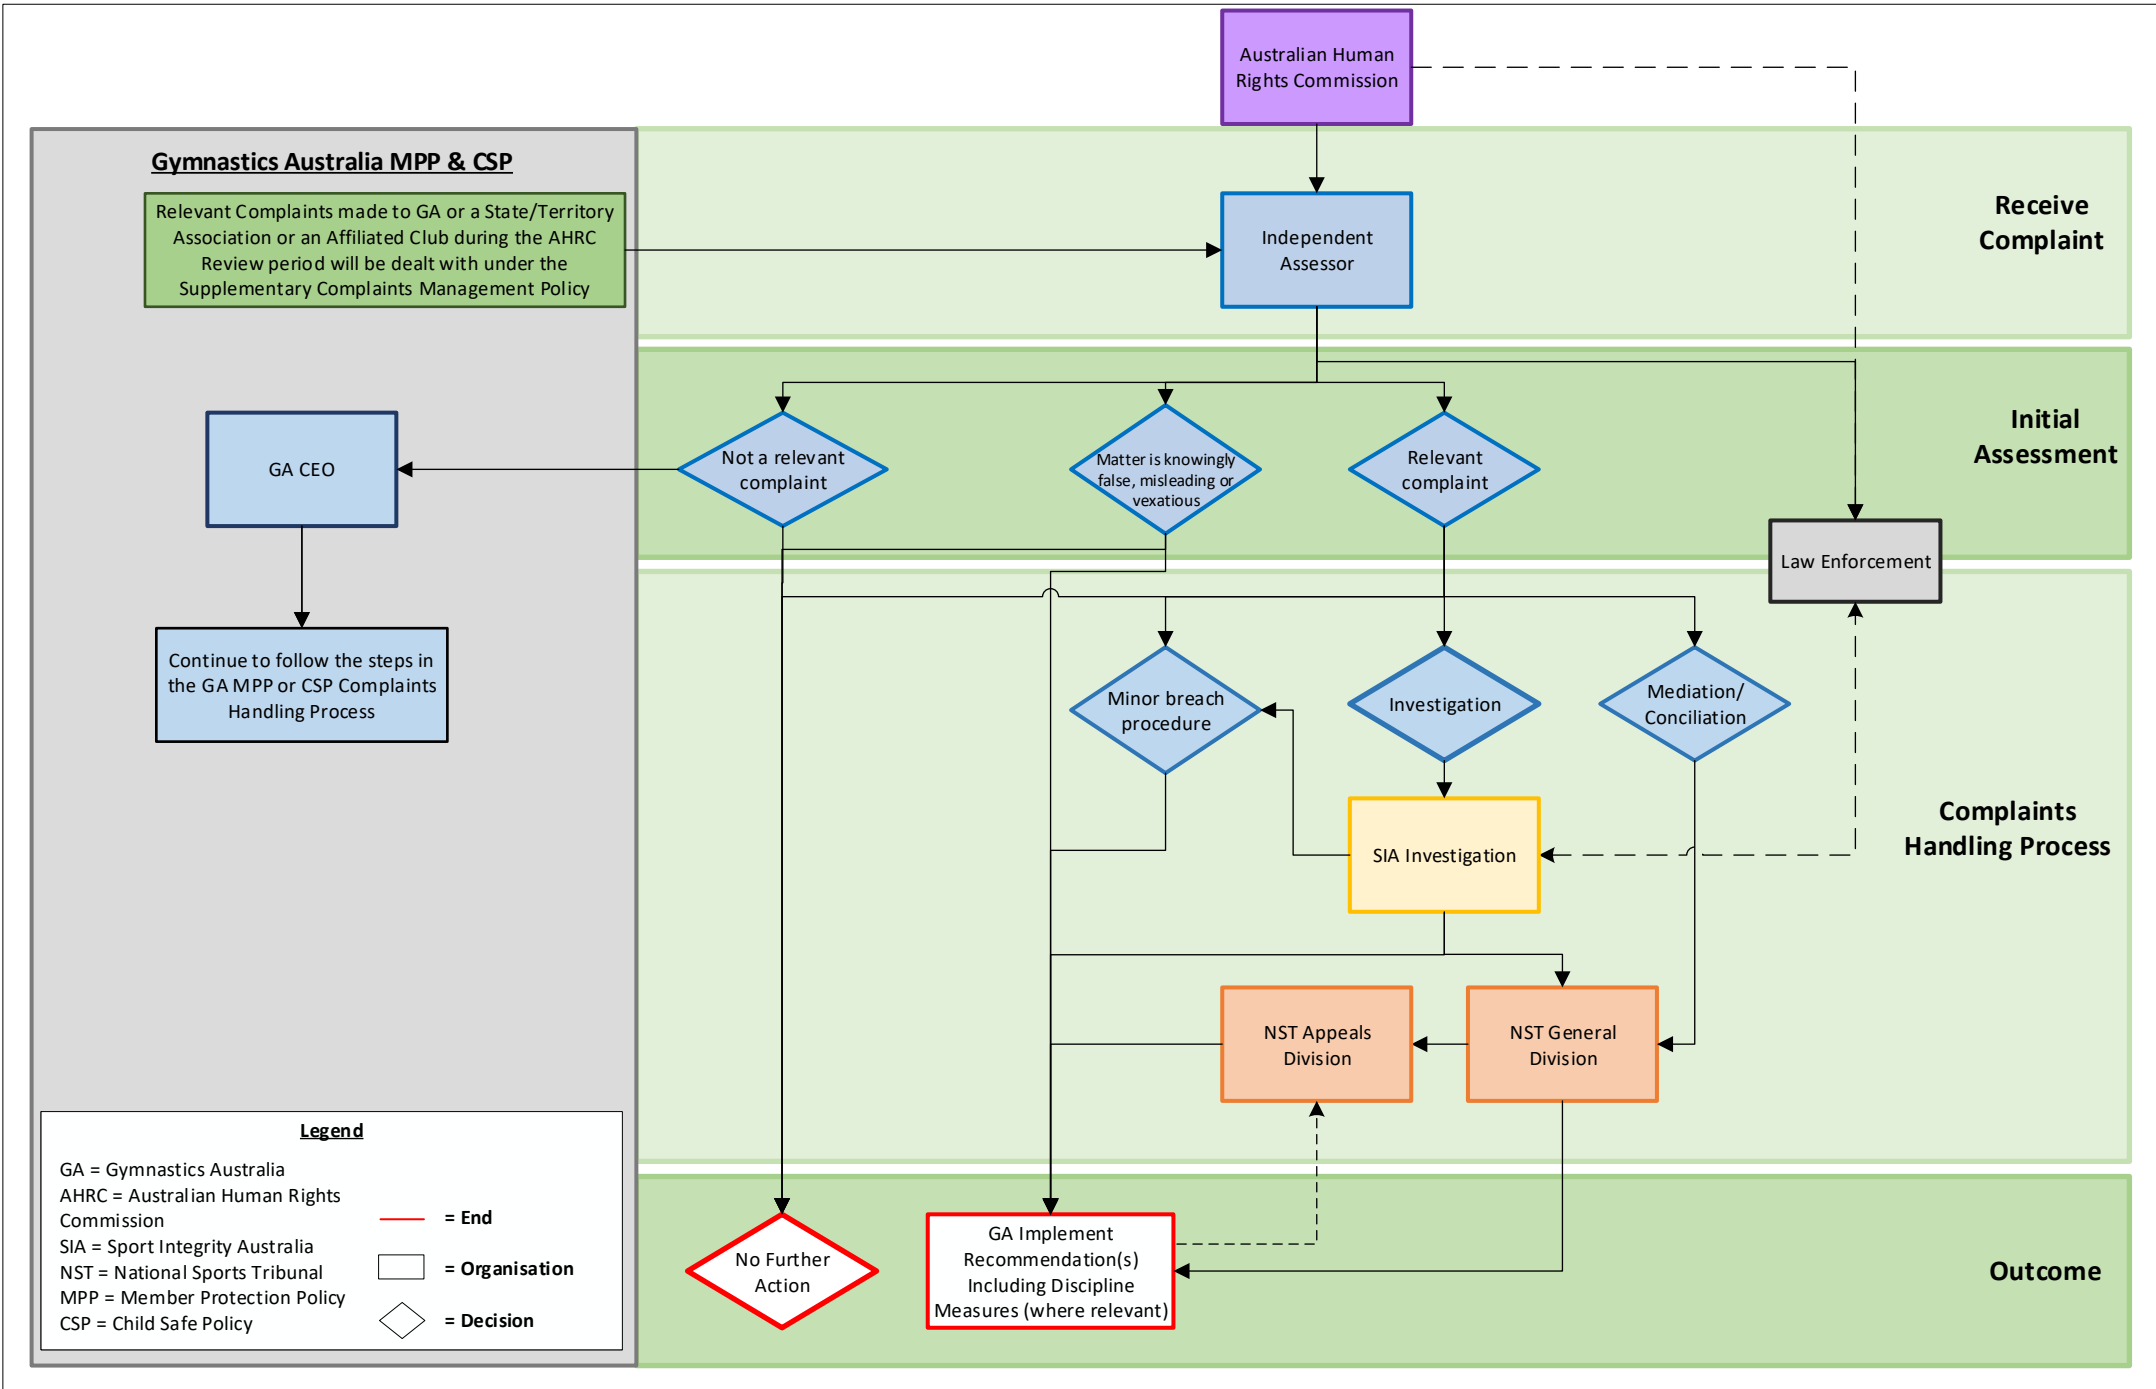 Australian Human
Rights Commission
Gymnastics Australia MPP & CSP
Relevant Complaints made to GA or a State/Territory
Association or an Affiliated Club during the AHRC
Review period will be dealt with under the
Supplementary Complaints Management Policy
Independent
Assessor
Receive
Complaint
GA CEO
Not a relevant
complaint
Matter is knowingly
false, misleading or
vexatious
Relevant
complaint
Initial
Assessment
Law Enforcement
Continue to follow the steps in
the GA MPP or CSP Complaints
Handling Process
Minor breach
procedure
Investigation
Mediation/
Conciliation
SIA Investigation
Complaints
Handling Process
NST Appeals
Division
NST General
Division
Legend
GA = Gymnastics Australia
AHRC = Australian Human Rights
Commission
SIA = Sport Integrity Australia
NST = National Sports Tribunal
MPP = Member Protection Policy
CSP = Child Safe Policy
= End
= Organisation
= Decision
No Further
Action
GA Implement
Recommendation(s)
Including Discipline
Measures (where relevant)
Outcome